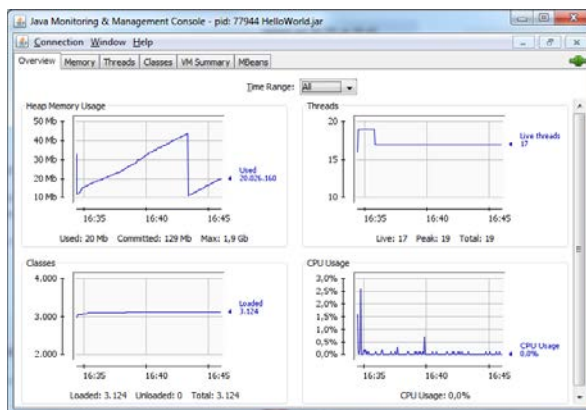 Java Monitoring & Management Console - pid: 77944 HelloWorld.jar
Connection Window Help
Overview Memory Threads Classes VM Summary MBeans
Time Range: All
Heap Memory Usage
50 Mb
40 Mb
30 Mb
20 Mb
10 Mb
Used
20.026.160
16:35 16:40 16:45
Used: 20 Mb Committed: 129 Mb Max: 1,9 Gb
Threads
20
15
10
Live threads
17
16:35 16:40 16:45
Live: 17 Peak: 19 Total: 19
Classes
4.000
3.000
2.000
Loaded
3.124
16:35 16:40 16:45
Loaded: 3.124 Unloaded: 0 Total: 3.124
CPU Usage
3,0%
2,5%
2,0%
1,5%
1,0%
0,5%
0,0%
CPU Usage
0,0%
16:35 16:40 16:45
CPU Usage: 0,0%